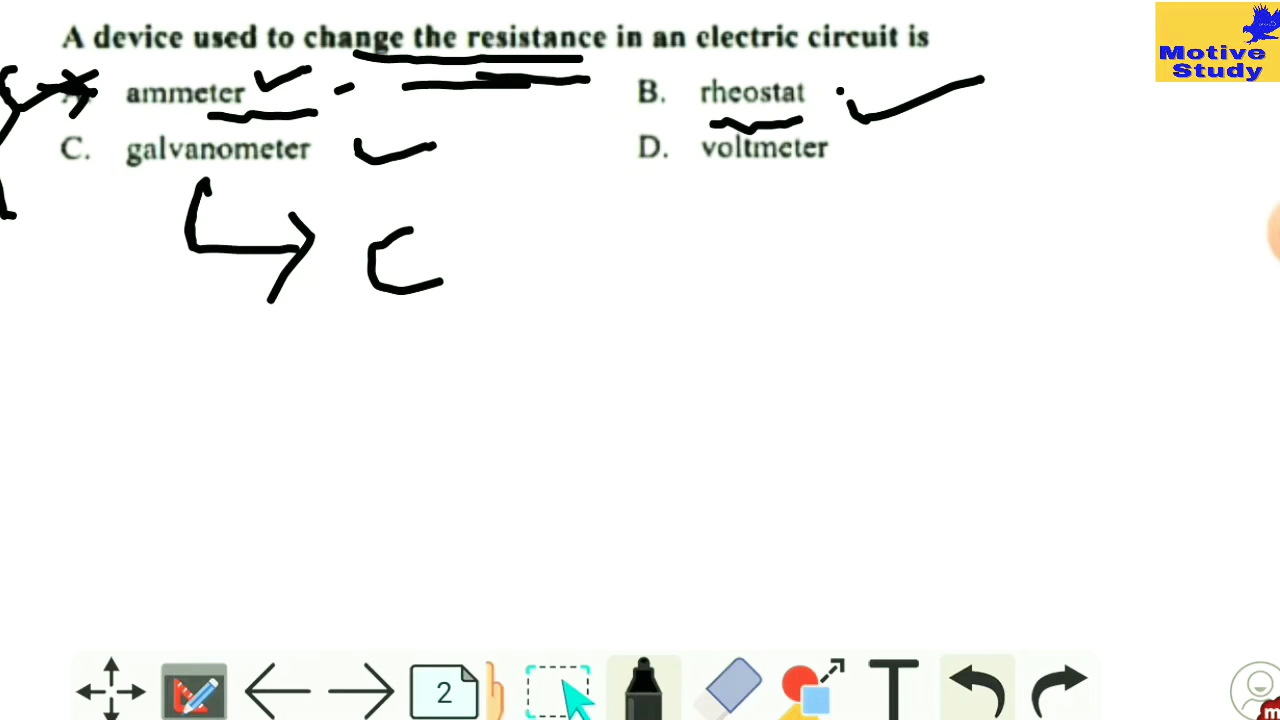 A device used to change the resistance in an electric circuit is
Motive
Study
ammeter B. rheostat
C. galvanometer D. voltmeter
C
2
T
m